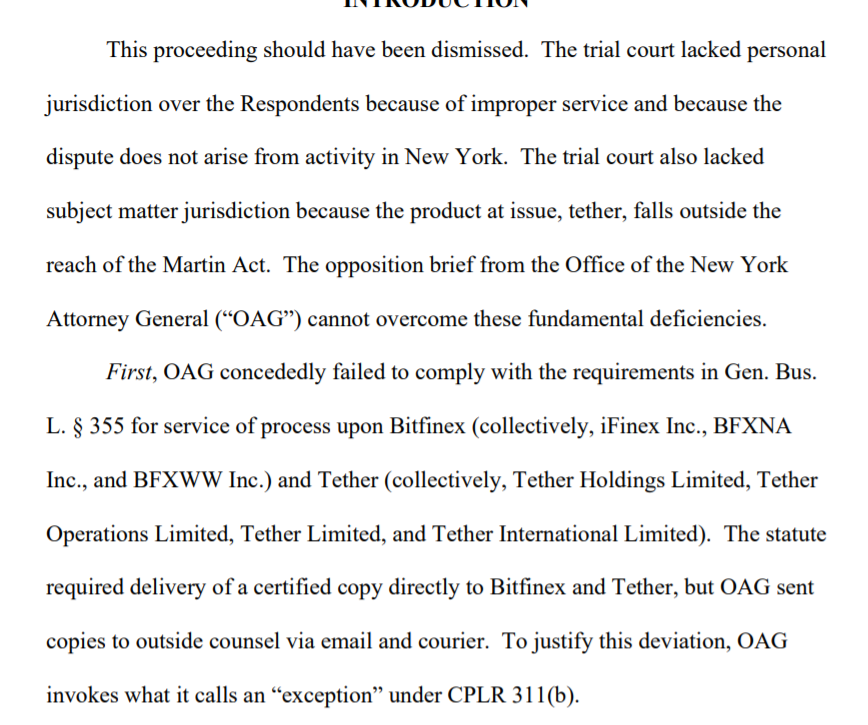 INTRODUCTION
This proceeding should have been dismissed. The trial court lacked personal
jurisdiction over the Respondents because of improper service and because the
dispute does not arise from activity in New York. The trial court also lacked
subject matter jurisdiction because the product at issue, tether, falls outside the
reach of the Martin Act. The opposition brief from the Office of the New York
Attorney General (“OAG”) cannot overcome these fundamental deficiencies.
First, OAG concededly failed to comply with the requirements in Gen. Bus.
L. § 355 for service of process upon Bitfinex (collectively, iFinex Inc., BFXNA
Inc., and BFXWW Inc.) and Tether (collectively, Tether Holdings Limited, Tether
Operations Limited, Tether Limited, and Tether International Limited). The statute
required delivery of a certified copy directly to Bitfinex and Tether, but OAG sent
copies to outside counsel via email and courier. To justify this deviation, OAG
invokes what it calls an “exception” under CPLR 311(b).